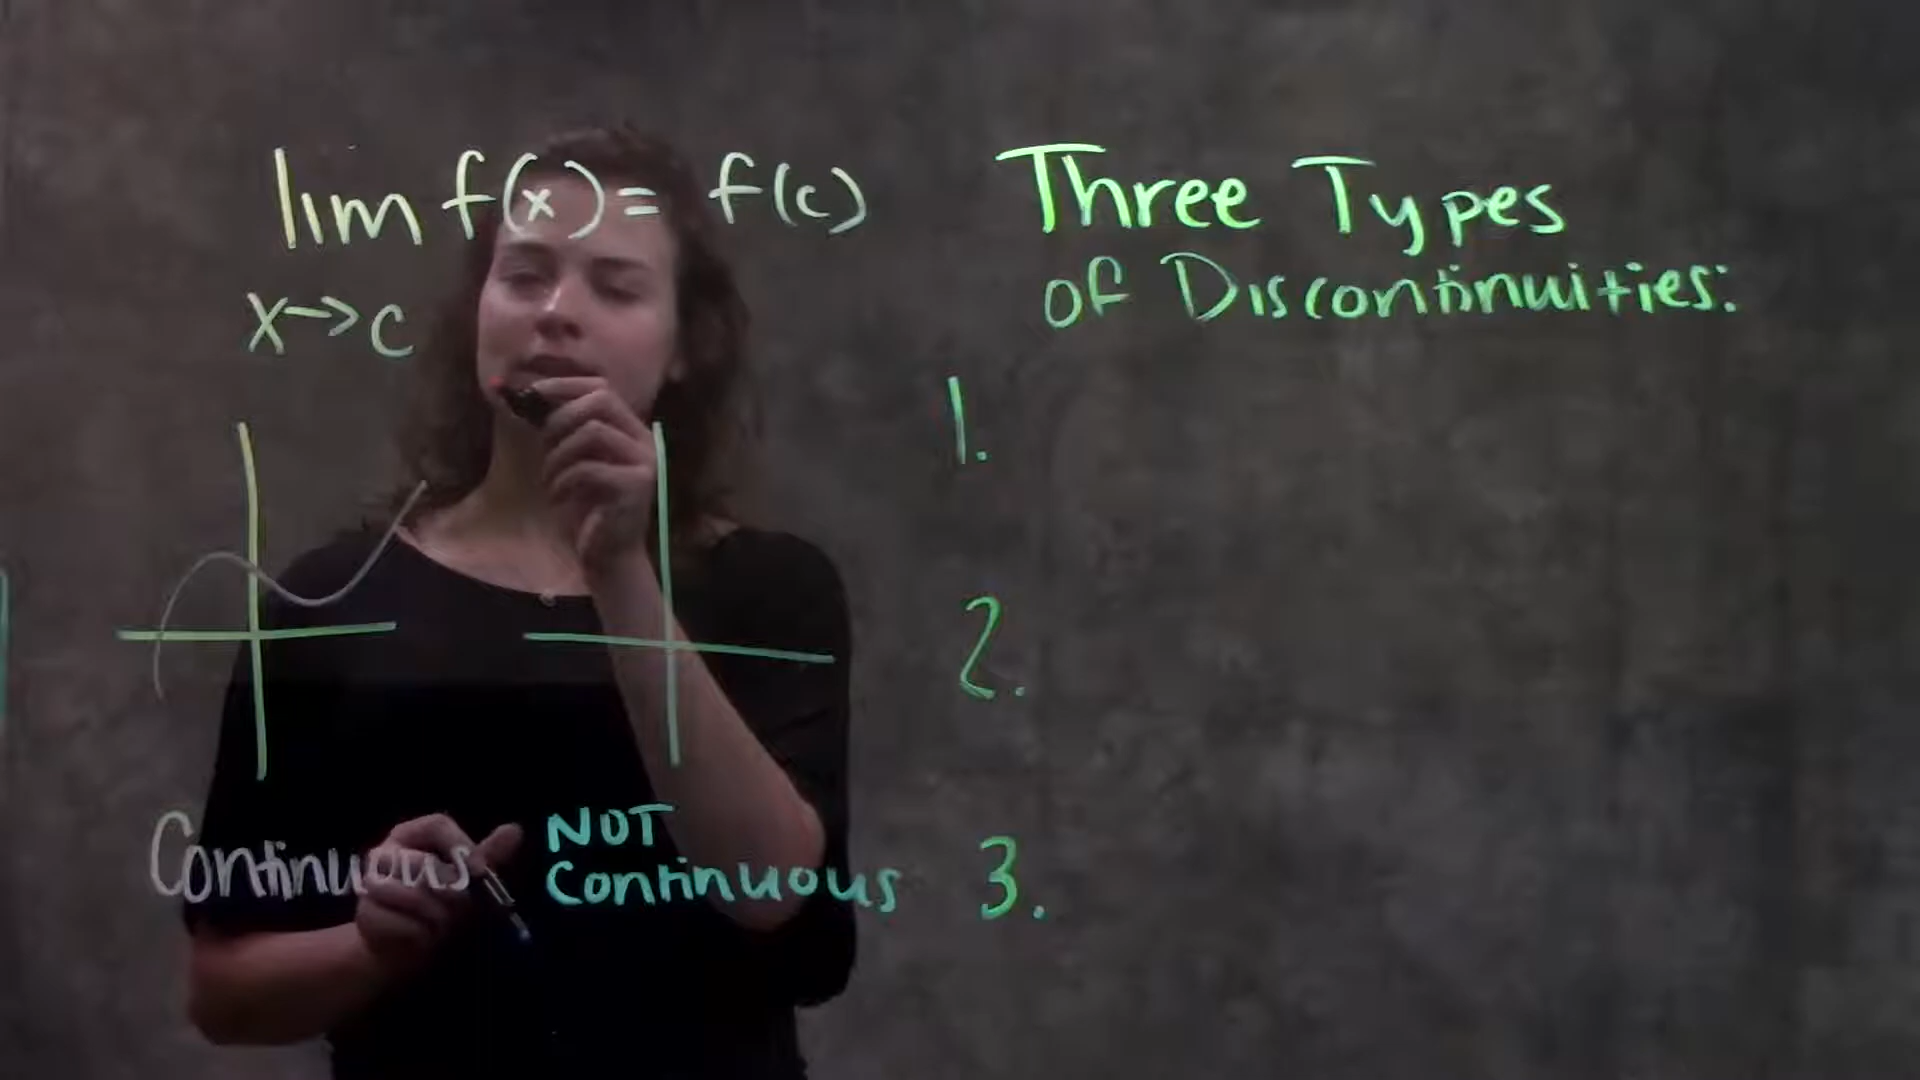 lim f(x) = f(c)
x→c
Continuous
NOT
Continuous
Three Types
of Discontinuities:
1.
2.
3.